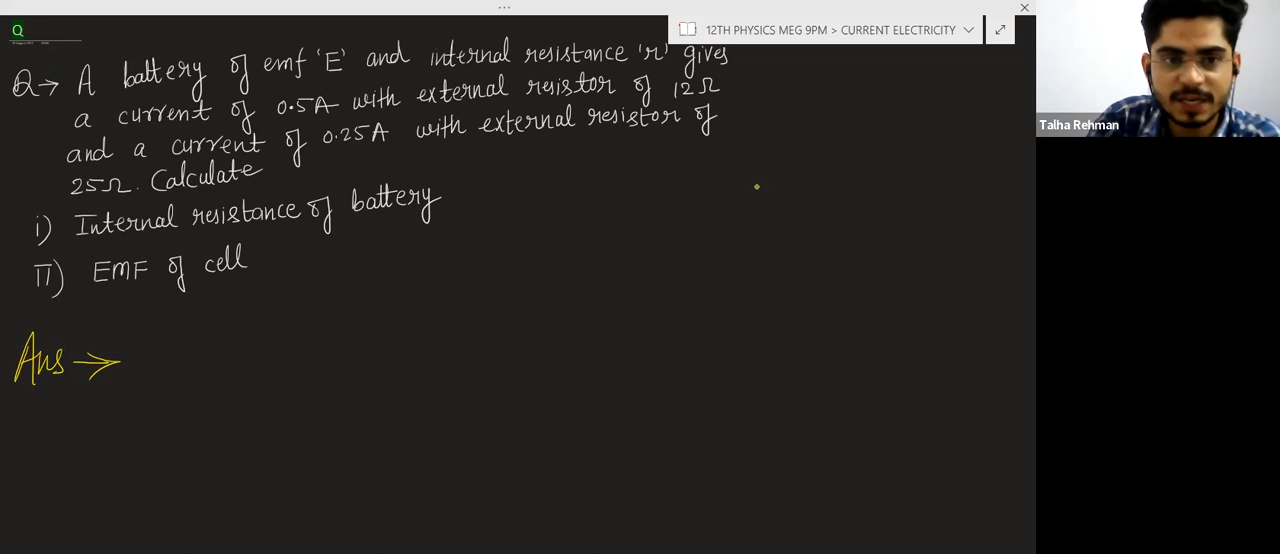 12TH PHYSICS MEG 9PM > CURRENT ELECTRICITY
Q
Q→ A battery of emf 'E' and internal resistance 'r' gives
a current of 0.5A with external resistor of 12Ω
and a current of 0.25A with external resistor of
25Ω. Calculate
i) Internal resistance of battery
II) EMF of cell
Ans →
Talha Rehman